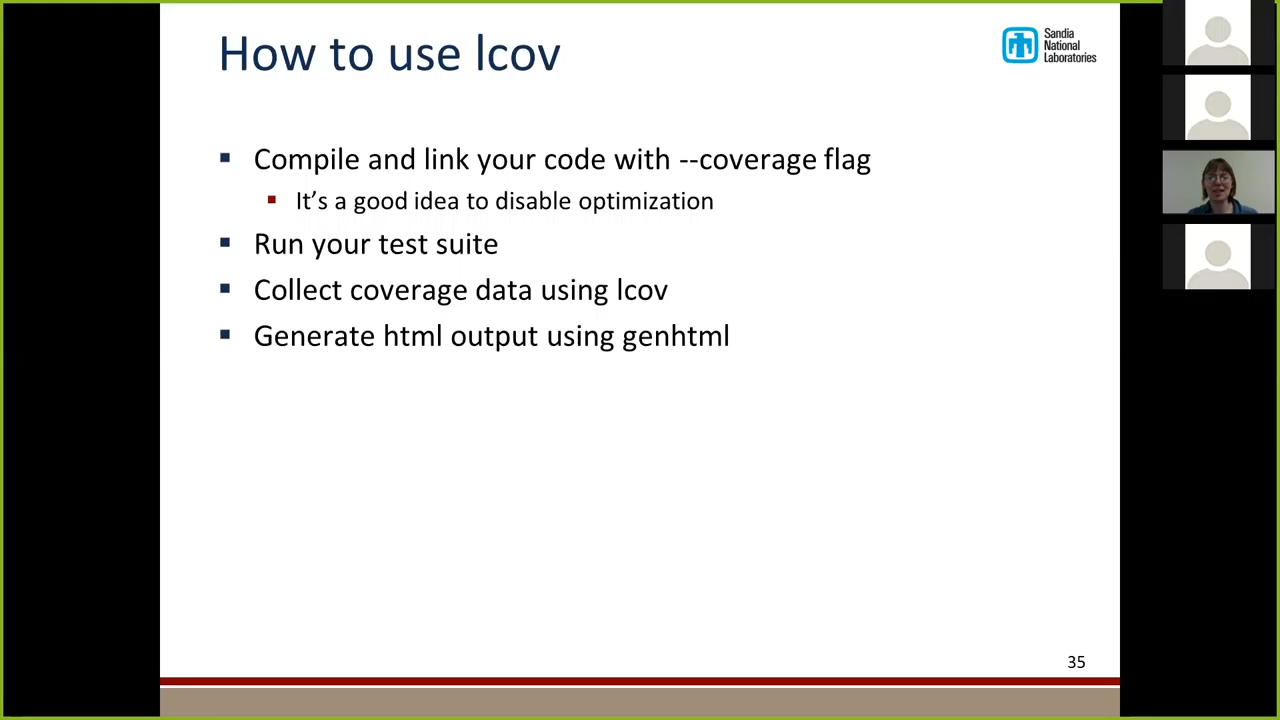 How to use lcov
Sandia
National
Laboratories
Compile and link your code with --coverage flag
It’s a good idea to disable optimization
Run your test suite
Collect coverage data using lcov
Generate html output using genhtml
35